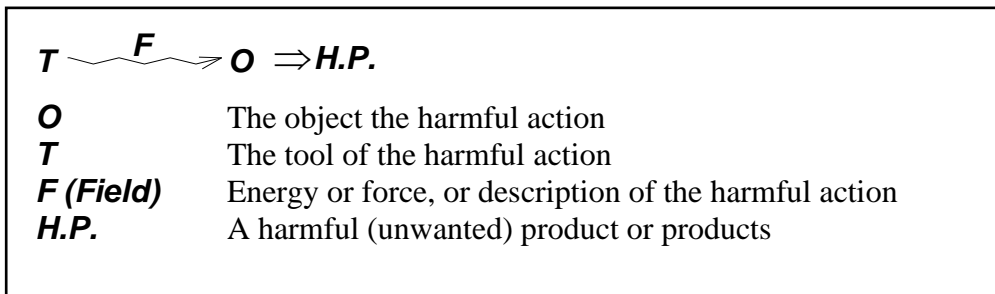 T F O ⇒ H.P.
O The object the harmful action
T The tool of the harmful action
F (Field) Energy or force, or description of the harmful action
H.P. A harmful (unwanted) product or products